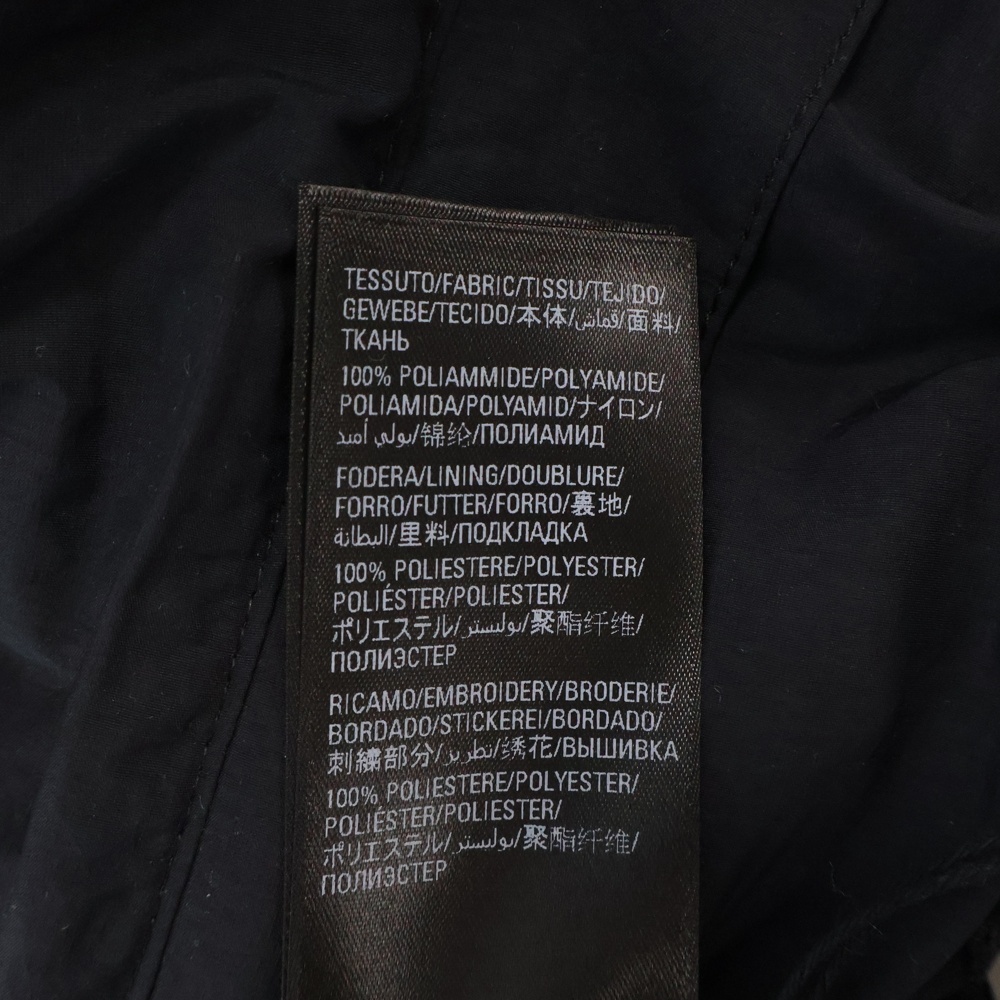 TESSUTO/FABRIC/TISSU/TEJIDO/
GEWEBE/TECIDO/本体/قماش/面料/
ТКАНЬ
100% POLIAMMIDE/POLYAMIDE/
POLIAMIDA/POLYAMID/ナイロン/
بولي أميد/锦纶/ПОЛИАМИД
FODERA/LINING/DOUBLURE/
FORRO/FUTTER/FORRO/裏地/
البطانة/里料/ПОДКЛАДКА
100% POLIESTERE/POLYESTER/
POLIÉSTER/POLIESTER/
ポリエステル/بوليستر/聚酯纤维/
ПОЛИЭСТЕР
RICAMO/EMBROIDERY/BRODERIE/
BORDADO/STICKEREI/BORDADO/
刺繍部分/تطريز/绣花/ВЫШИВКА
100% POLIESTERE/POLYESTER/
POLIÉSTER/POLIESTER/
ポリエステル/بوليستر/聚酯纤维/
ПОЛИЭСТЕР